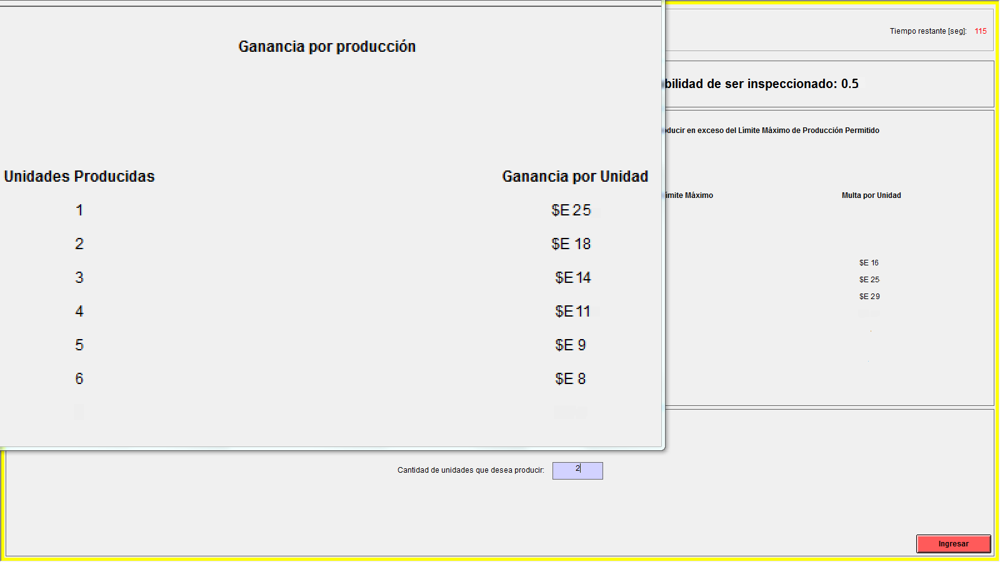 Tiempo restante [seg]: 115
Ganancia por producción
bilidad de ser inspeccionado: 0.5
ducir en exceso del Límite Máximo de Producción Permitido
Unidades Producidas Ganancia por Unidad
ímite Máximo Multa por Unidad
1 $E 25
2 $E 18
3 $E 14
4 $E 11
5 $E 9
6 $E 8
$E 16
$E 25
$E 29
Cantidad de unidades que desea producir: 2
Ingresar